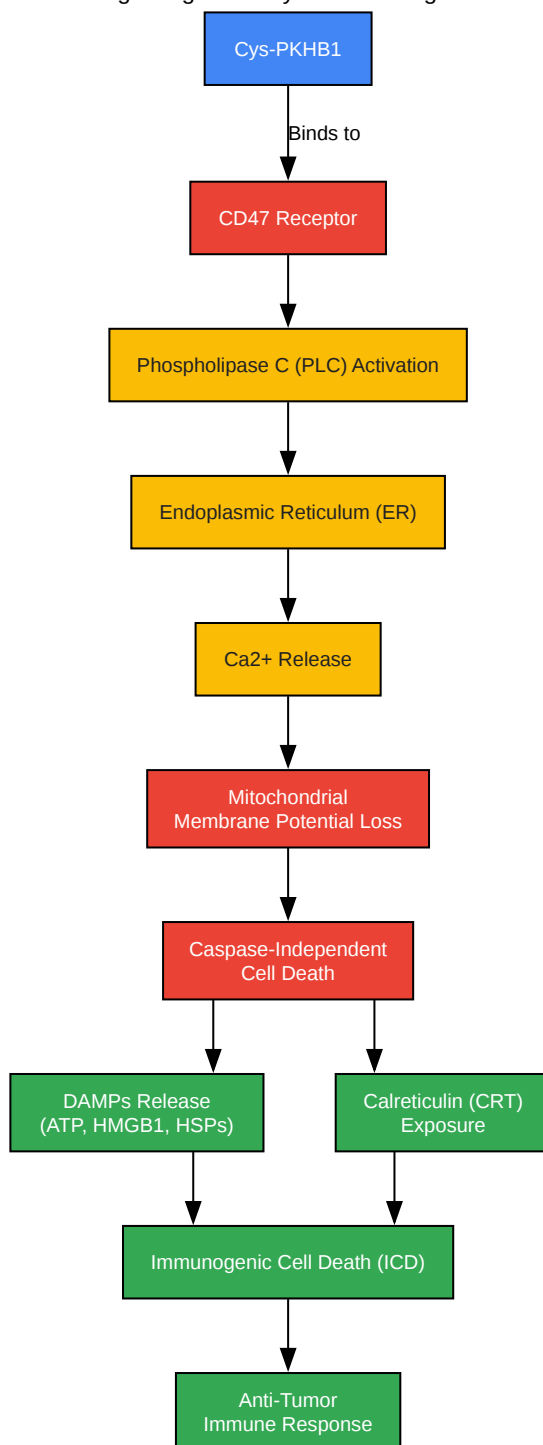 Cys-PKHB1
Binds to
CD47 Receptor
Phospholipase C (PLC) Activation
Endoplasmic Reticulum (ER)
Ca2+ Release
Mitochondrial
Membrane Potential Loss
Caspase-Independent
Cell Death
DAMPs Release
(ATP, HMGB1, HSPs)
Calreticulin (CRT)
Exposure
Immunogenic Cell Death (ICD)
Anti-Tumor
Immune Response